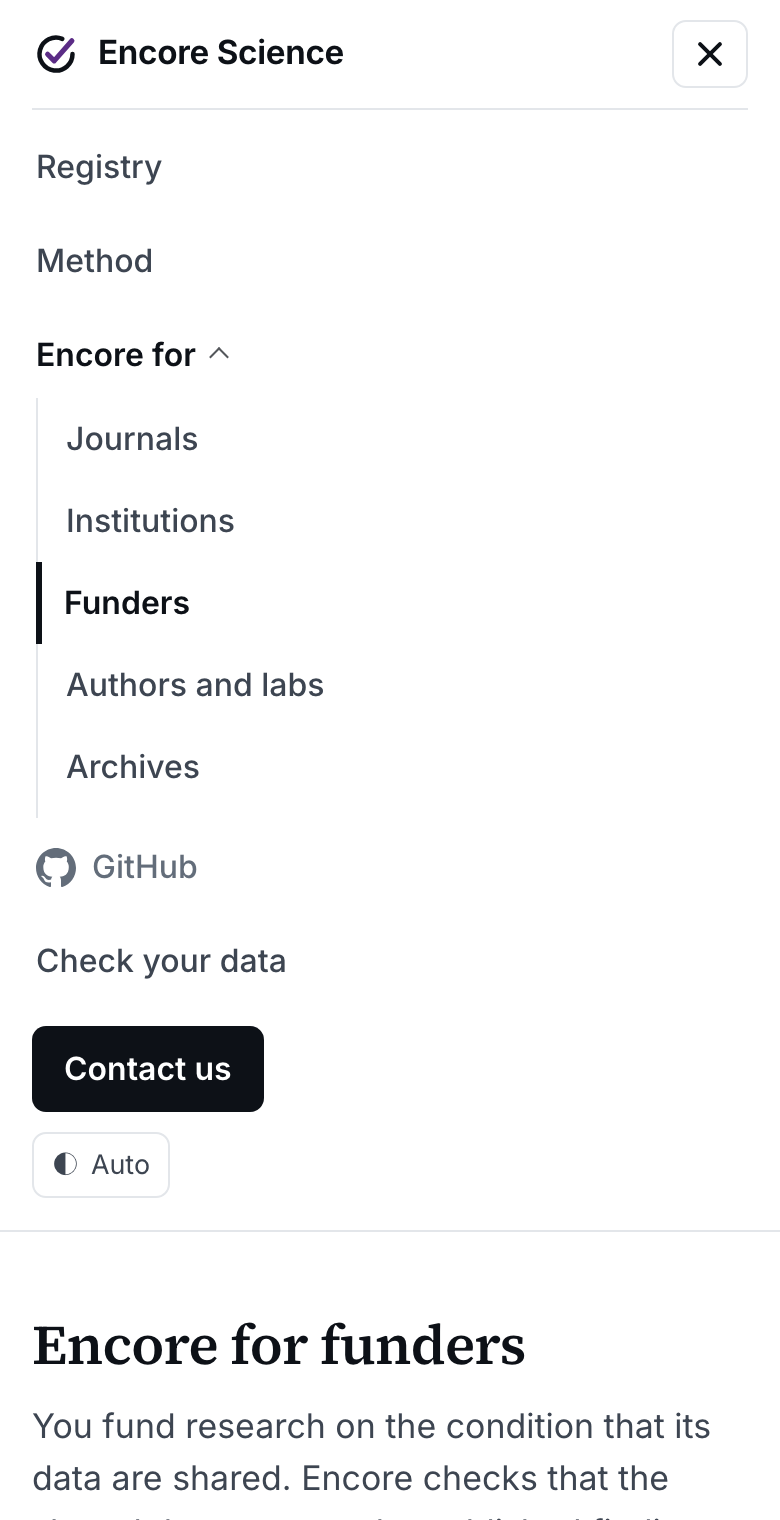 Encore Science
Registry
Method
Encore for
Journals
Institutions
Funders
Authors and labs
Archives
GitHub
Check your data
Contact us
Auto
Encore for funders
You fund research on the condition that its
data are shared. Encore checks that the